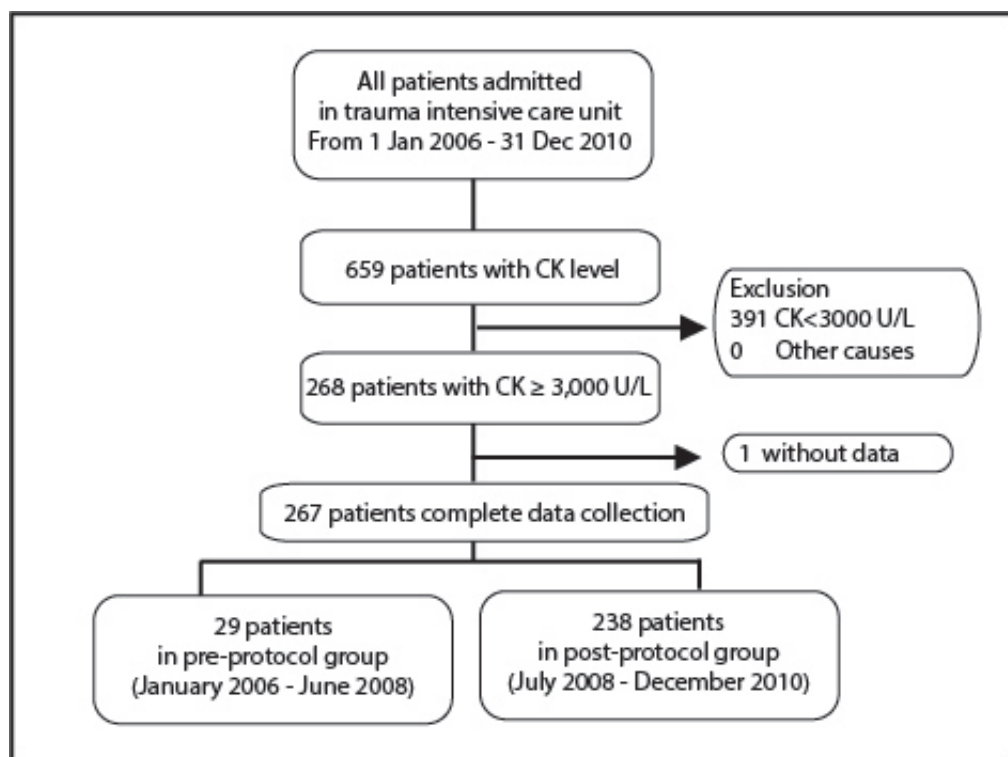 All patients admitted
in trauma intensive care unit
From 1 Jan 2006 - 31 Dec 2010
659 patients with CK level
Exclusion
391 CK<3000 U/L
0 Other causes
268 patients with CK ≥ 3,000 U/L
1 without data
267 patients complete data collection
29 patients
in pre-protocol group
(January 2006 - June 2008)
238 patients
in post-protocol group
(July 2008 - December 2010)